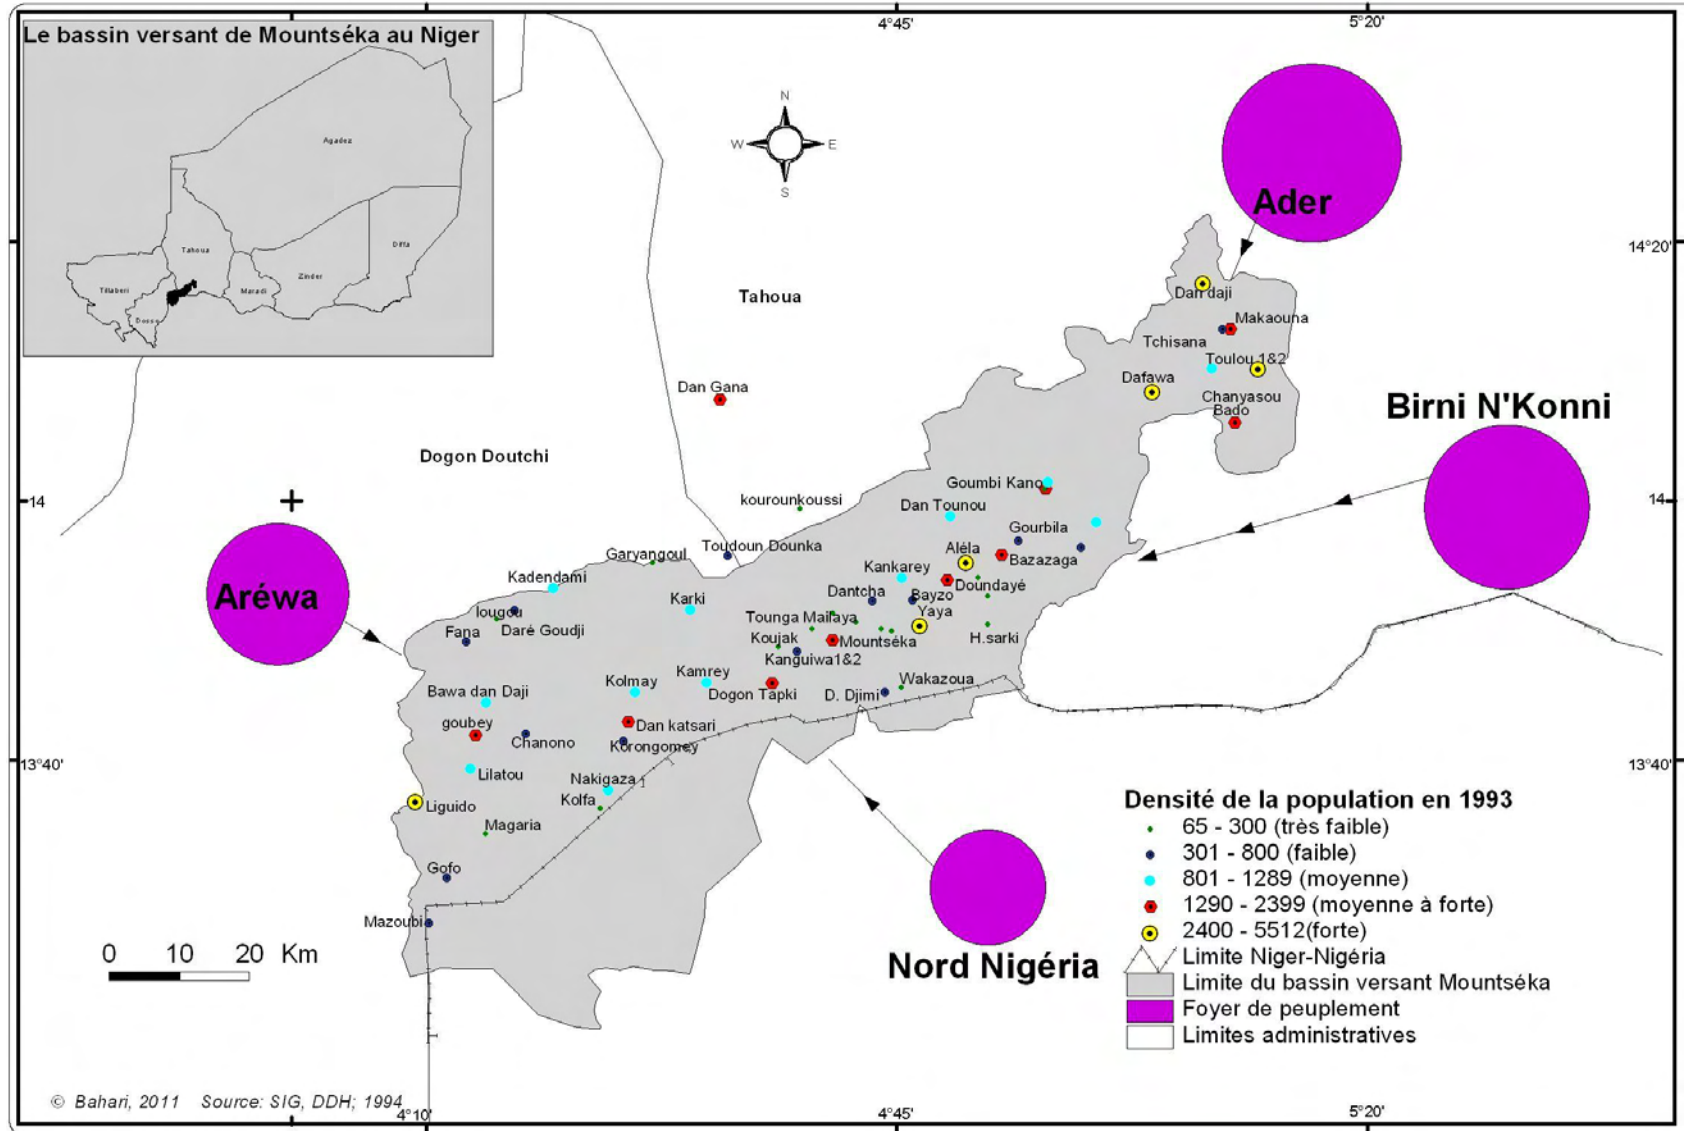 Le bassin versant de Mountséka au Niger
Agadez
Tahoua
Diffa
Zinder
Tillaberi
Maradi
Dosso
4°45'
5°20'
N
W
E
S
Ader
14°20'
Tahoua
Dan daji
Makaouna
Tchisana
Toulou 1&2
Dan Gana
Dafawa
Chanyasou
Bado
Birni N'Konni
Dogon Doutchi
14
kourounkoussi
Goumbi Kano
14
Dan Tounou
Gourbila
Toudoun Dounka
Garyangoul
Aléla
Bazazaga
Kadendami
Kankarey
Doundayé
Aréwa
Karki
Dantcha
Bayzo
lougou
Daré Goudji
Tounga Maifaya
Yaya
Fana
Koujak
Mountséka
H.sarki
Kanguiwa1&2
Kamrey
Kolmay
Wakazoua
Bawa dan Daji
Dogon Tapki
D. Djimi
goubey
Dan katsari
Chanono
Korongomey
13°40'
13°40'
Lilatou
Nakigaza
Liguido
Kolfa
Magaria
Gofo
Mazoubi
Nord Nigéria
0 10 20 Km
Densité de la population en 1993
65 - 300 (très faible)
301 - 800 (faible)
801 - 1289 (moyenne)
1290 - 2399 (moyenne à forte)
2400 - 5512(forte)
Limite Niger-Nigéria
Limite du bassin versant Mountséka
Foyer de peuplement
Limites administratives
© Bahari, 2011 Source: SIG, DDH; 1994
4°10'
4°45'
5°20'